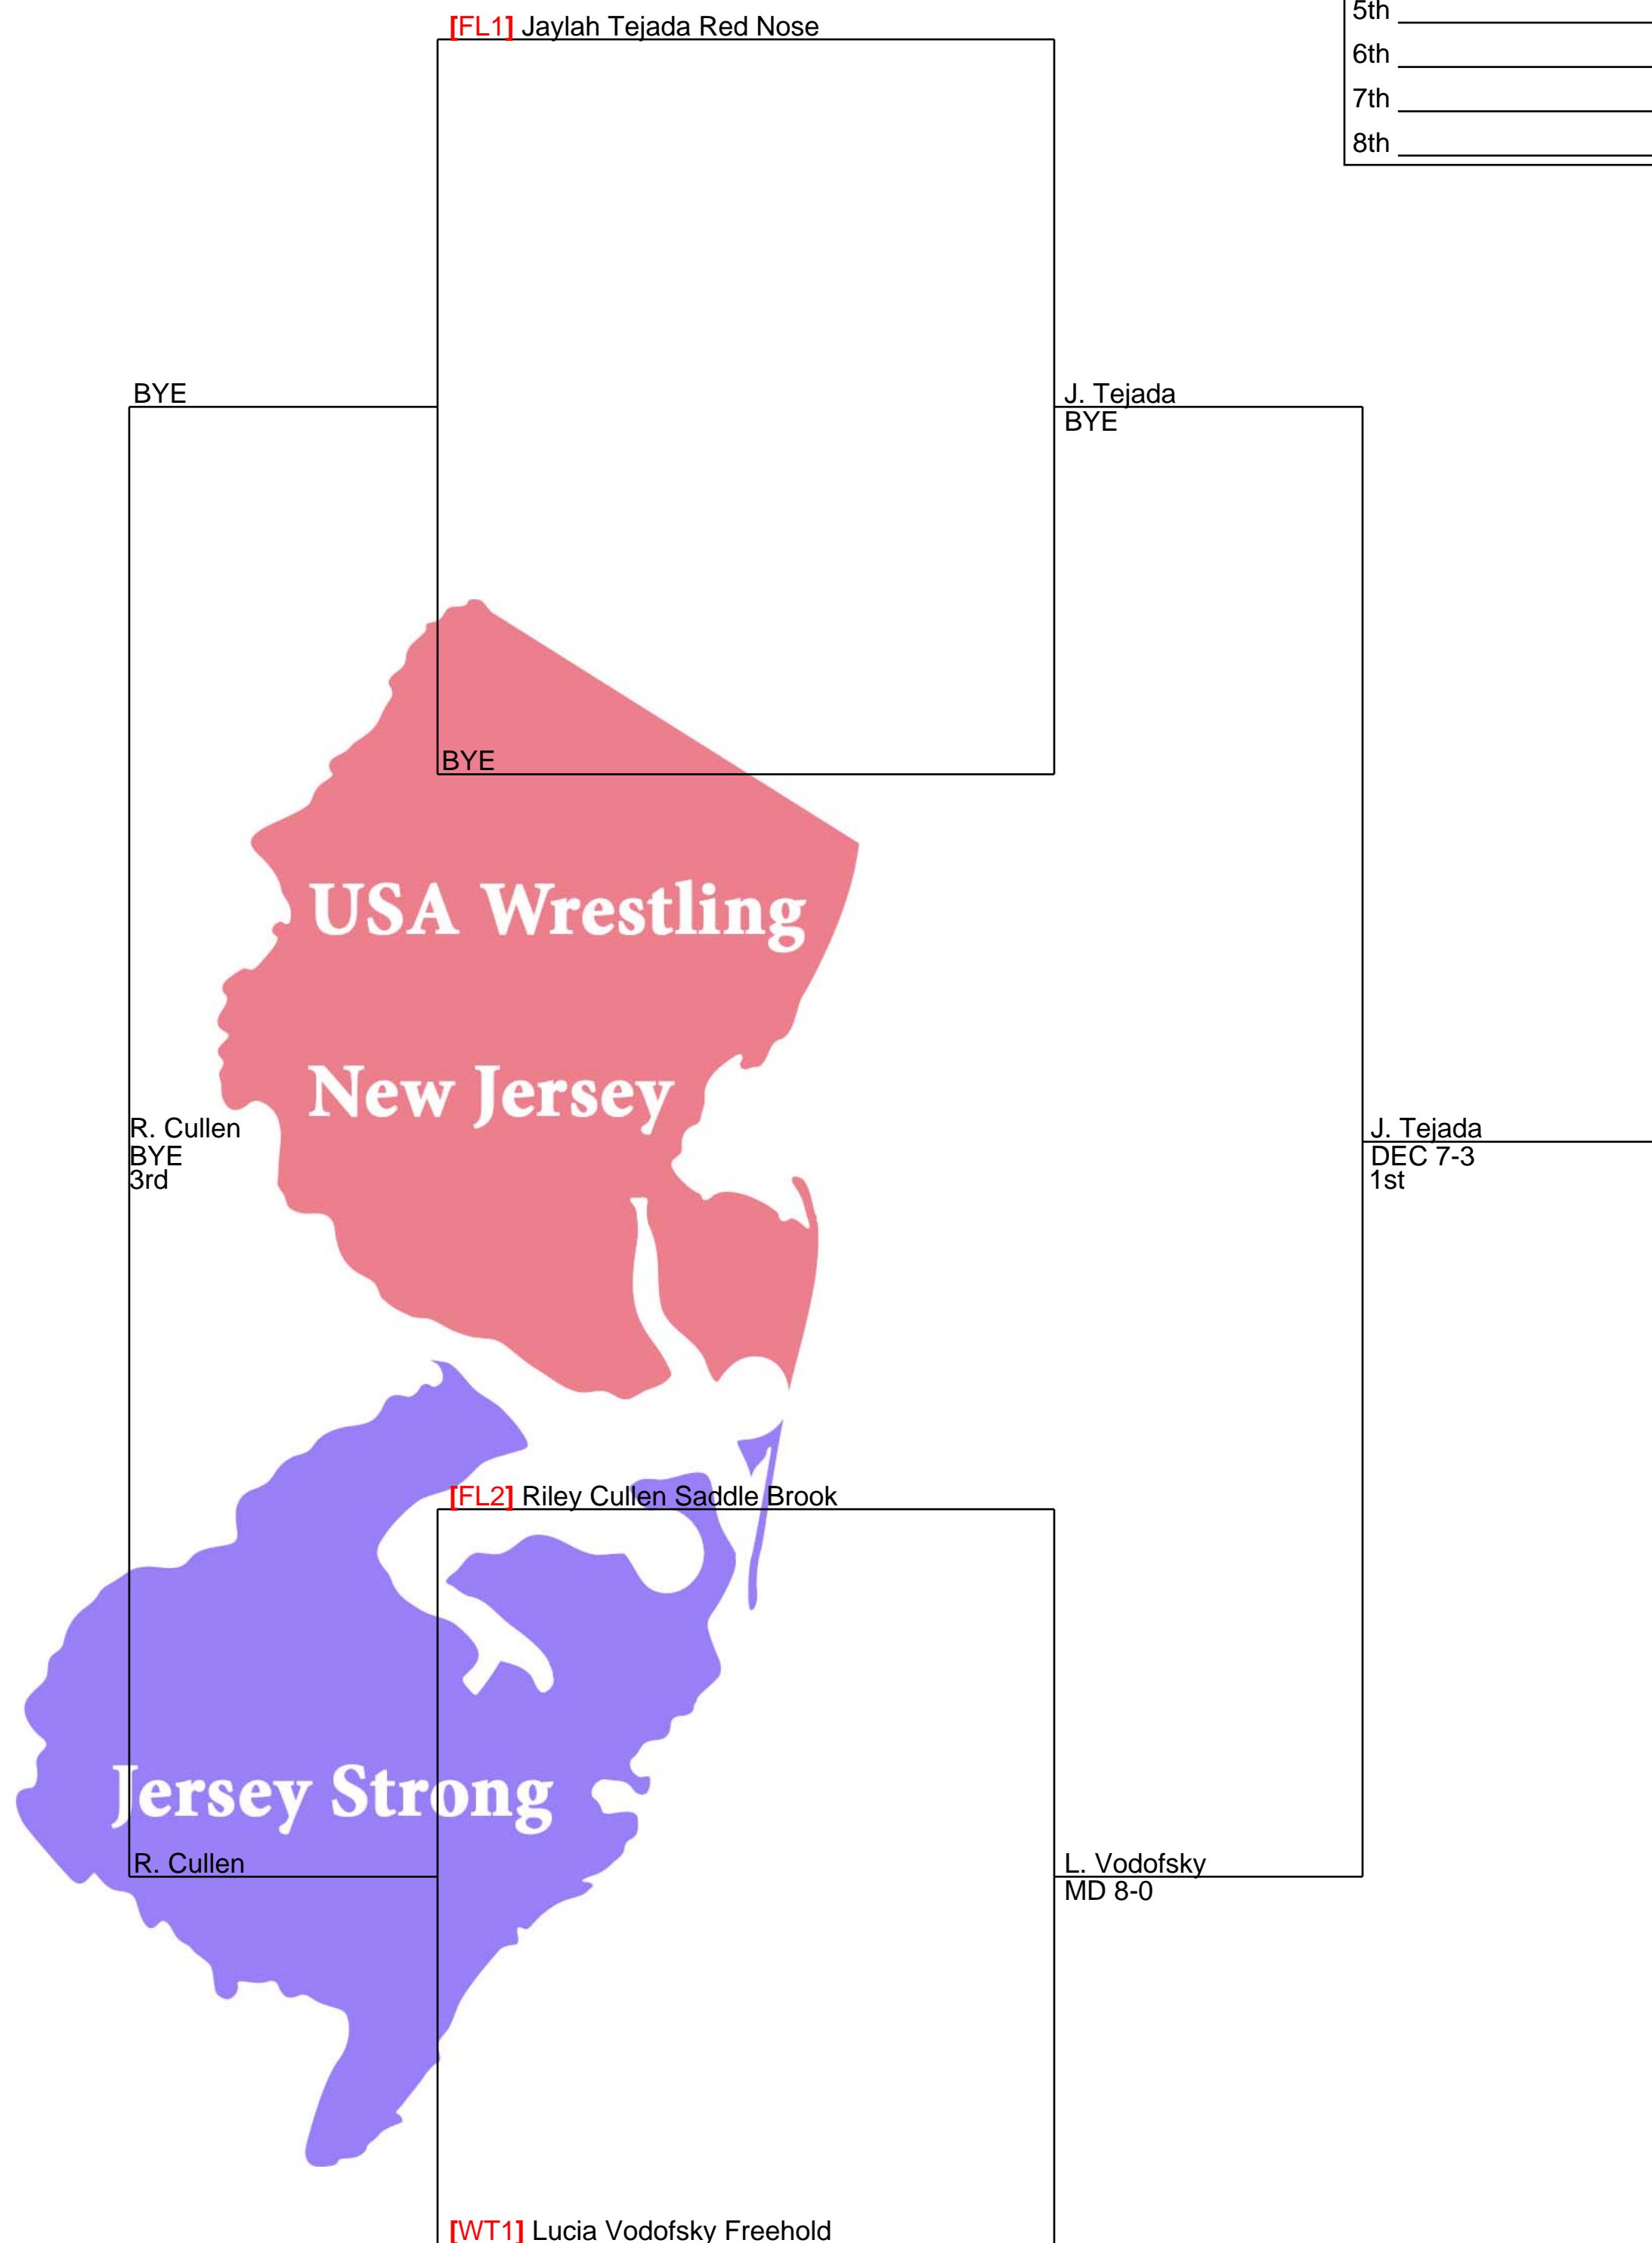 5th
[FL1] Jaylah Tejada Red Nose
6th
7th
8th
BYE
J. Tejada
BYE
BYE
USA Wrestling
New Jersey
R. Cullen
BYE
3rd
J. Tejada
DEC 7-3
1st
[FL2] Riley Cullen Saddle Brook
Jersey Strong
R. Cullen
L. Vodofsky
MD 8-0
[WT1] Lucia Vodofsky Freehold